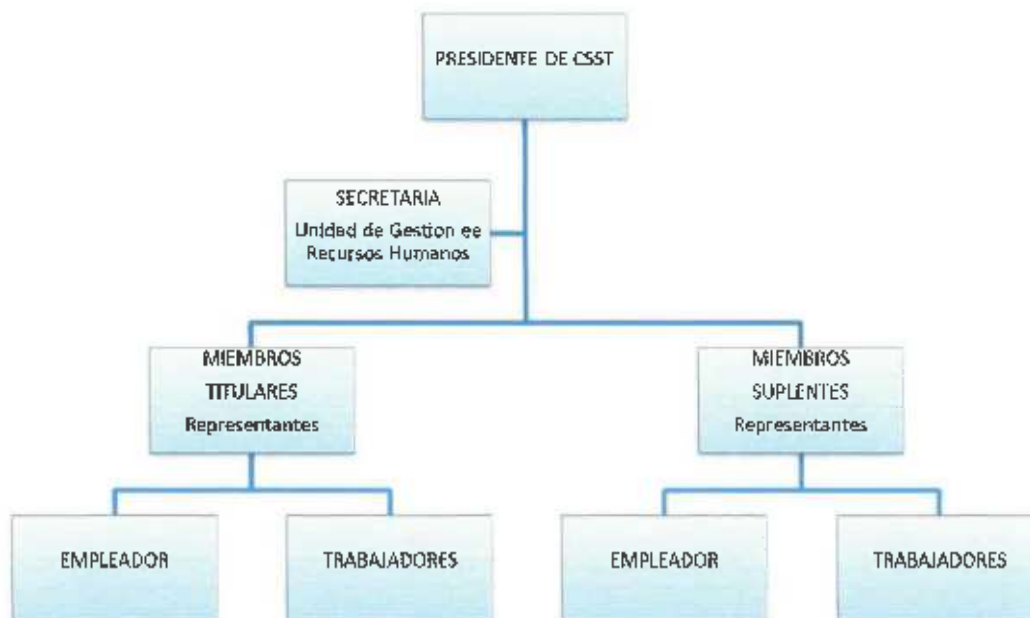 PRESIDENTE DE CSST
SECRETARIA
Unidad de Gestion ee
Recursos Humanos
MIEMBROS
TITULARES
Representantes
MIEMBROS
SUPLENTES
Representantes
EMPLEADOR
TRABAJADORES
EMPLEADOR
TRABAJADORES